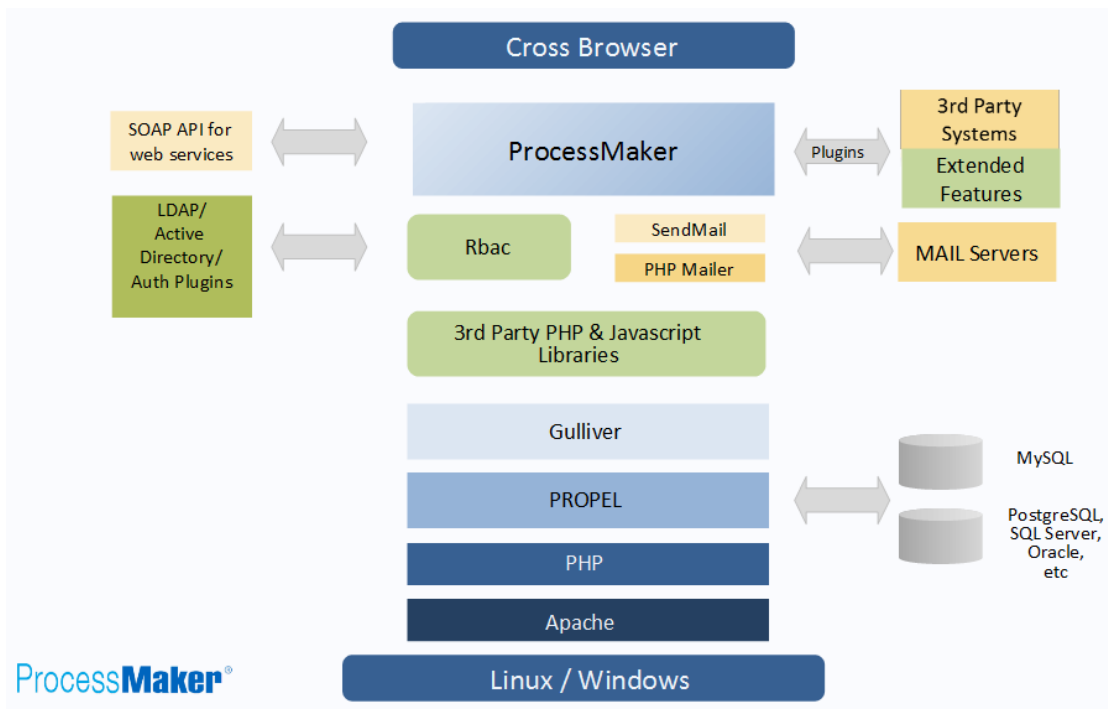 Cross Browser
SOAP API for
web services
ProcessMaker
Plugins
3rd Party
Systems
Extended
Features
LDAP/
Active
Directory/
Auth Plugins
Rbac
SendMail
PHP Mailer
MAIL Servers
3rd Party PHP & Javascript
Libraries
Gulliver
MySQL
PROPEL
PostgreSQL,
SQL Server,
Oracle,
etc
PHP
Apache
ProcessMaker®
Linux / Windows